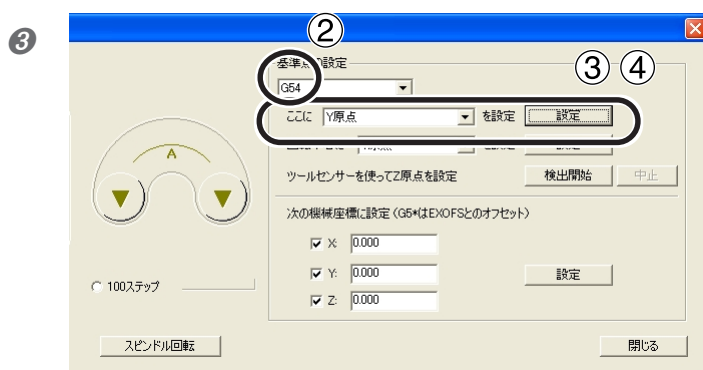 ❸
②
基準点の設定
③ ④
G54
ここに Y原点 を設定 設定
ツールセンサーを使ってZ原点を設定 検出開始 中止
A
次の機械座標に設定(G5*はEXOFSとのオフセット)
X: 0.000
Y: 0.000 設定
Z: 0.000
100ステップ
スピンドル回転 閉じる